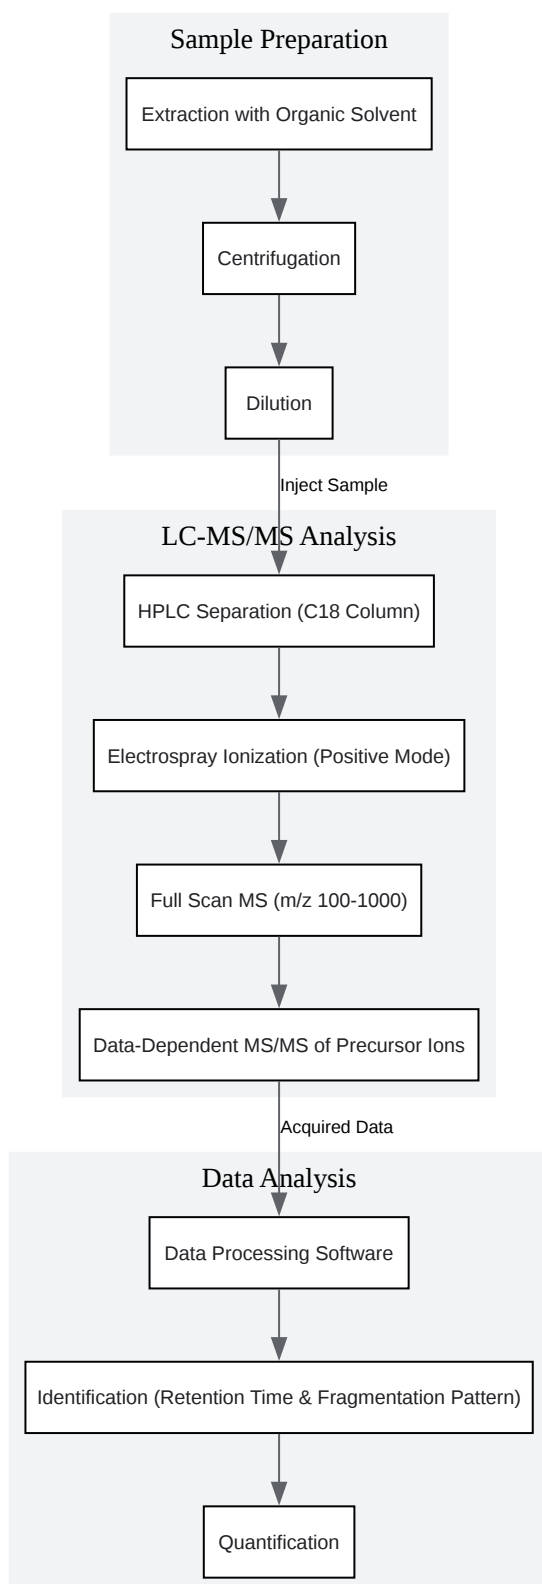 Sample Preparation
Extraction with Organic Solvent
Centrifugation
Dilution
Inject Sample
LC-MS/MS Analysis
HPLC Separation (C18 Column)
Electrospray Ionization (Positive Mode)
Full Scan MS (m/z 100-1000)
Data-Dependent MS/MS of Precursor Ions
Acquired Data
Data Analysis
Data Processing Software
Identification (Retention Time & Fragmentation Pattern)
Quantification